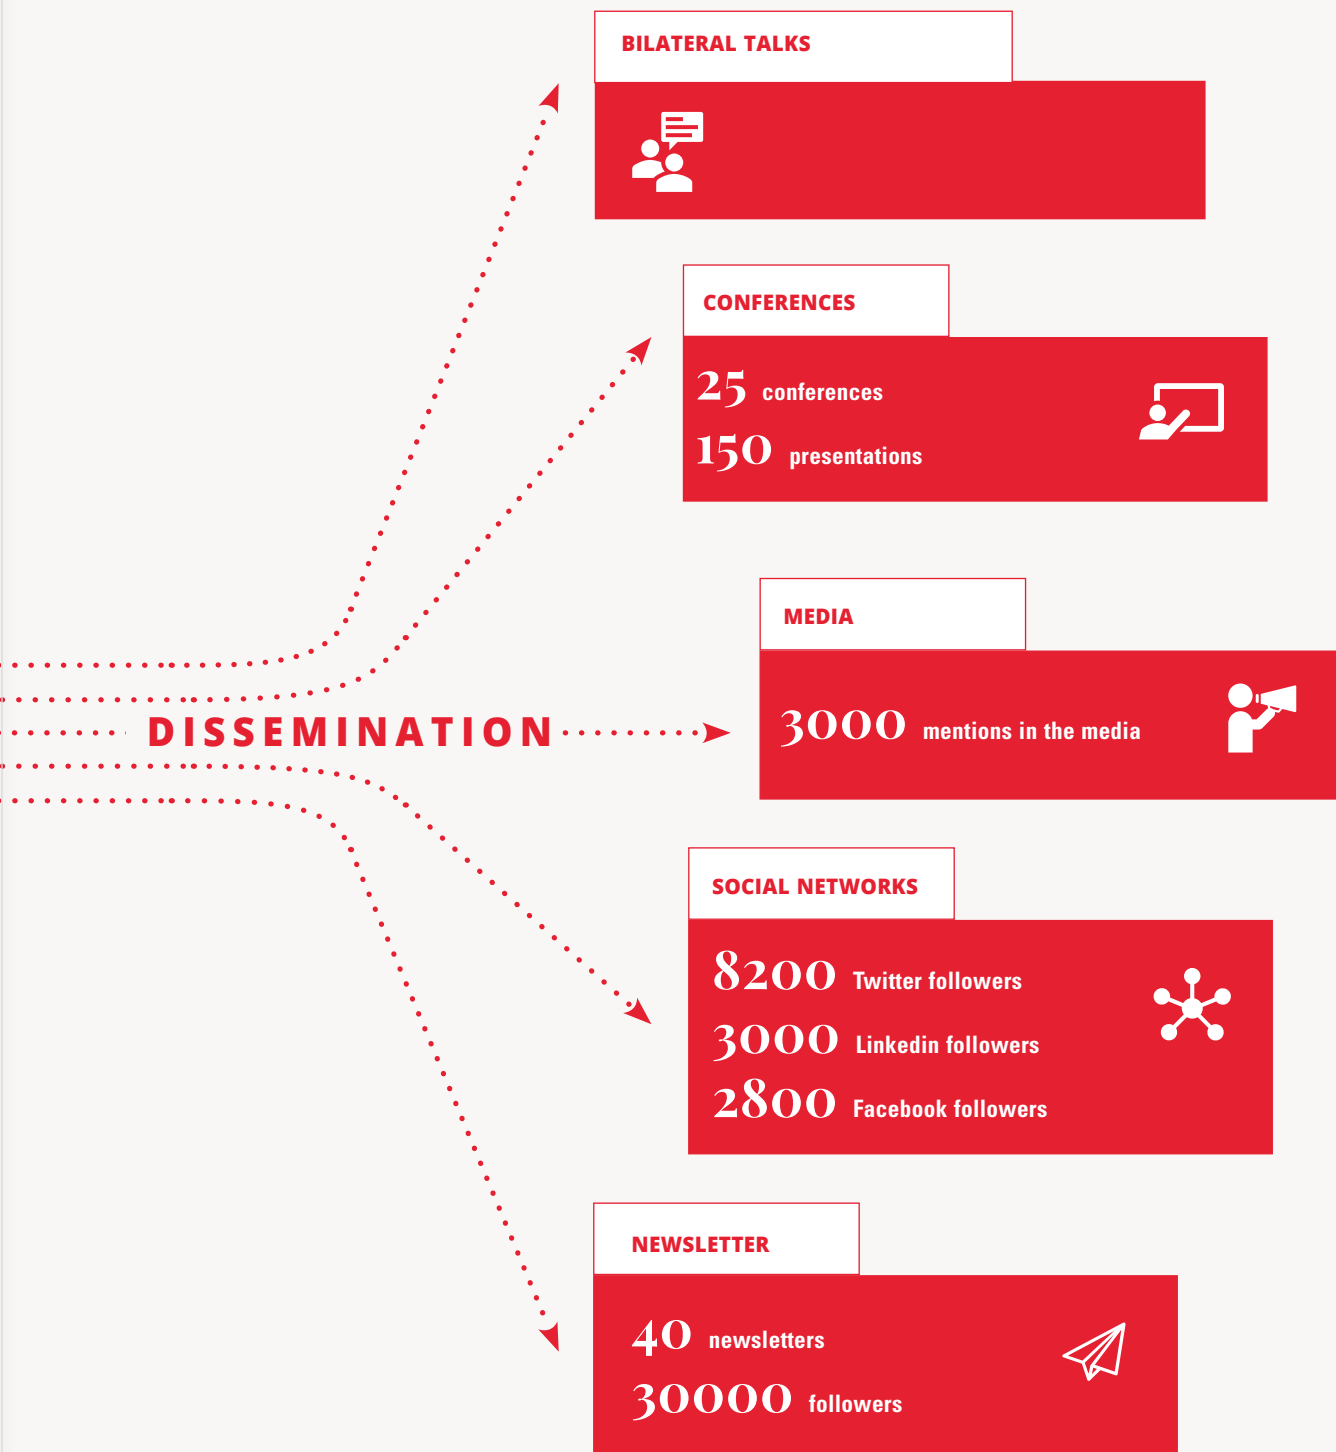 BILATERAL TALKS
CONFERENCES
25 conferences
150 presentations
MEDIA
DISSEMINATION
3000 mentions in the media
SOCIAL NETWORKS
8200 Twitter followers
3000 Linkedin followers
2800 Facebook followers
NEWSLETTER
40 newsletters
30000 followers